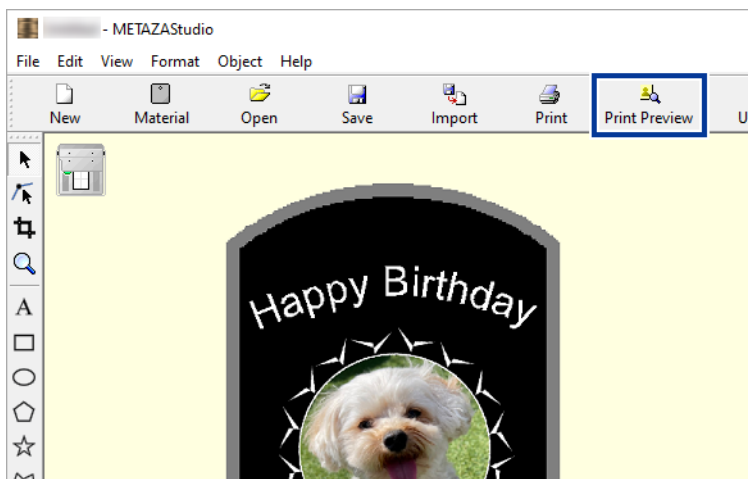 - METAZAStudio
File Edit View Format Object Help
New Material Open Save Import Print Print Preview U
A
Happy Birthday